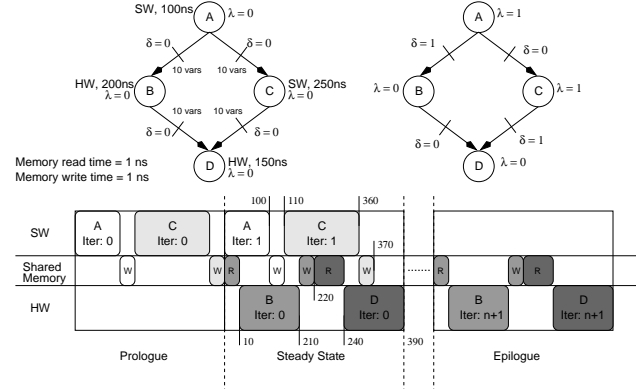 SW, 100ns A λ = 0
δ = 0 δ = 0
10 vars 10 vars
HW, 200ns λ = 0 B
C SW, 250ns λ = 0
10 vars 10 vars
δ = 0 δ = 0
D HW, 150ns λ = 0
Memory read time = 1 ns
Memory write time = 1 ns
A λ = 1
δ = 1 δ = 0
λ = 0 B C λ = 1
δ = 0 δ = 1
D λ = 0
100 110 360
SW
A Iter: 0
C Iter: 0
A Iter: 1
C Iter: 1
370
Shared Memory
W W R W W R W ....... R W R
220
HW
B Iter: 0
D Iter: 0
B Iter: n+1
D Iter: n+1
10 210 240 390
Prologue Steady State Epilogue